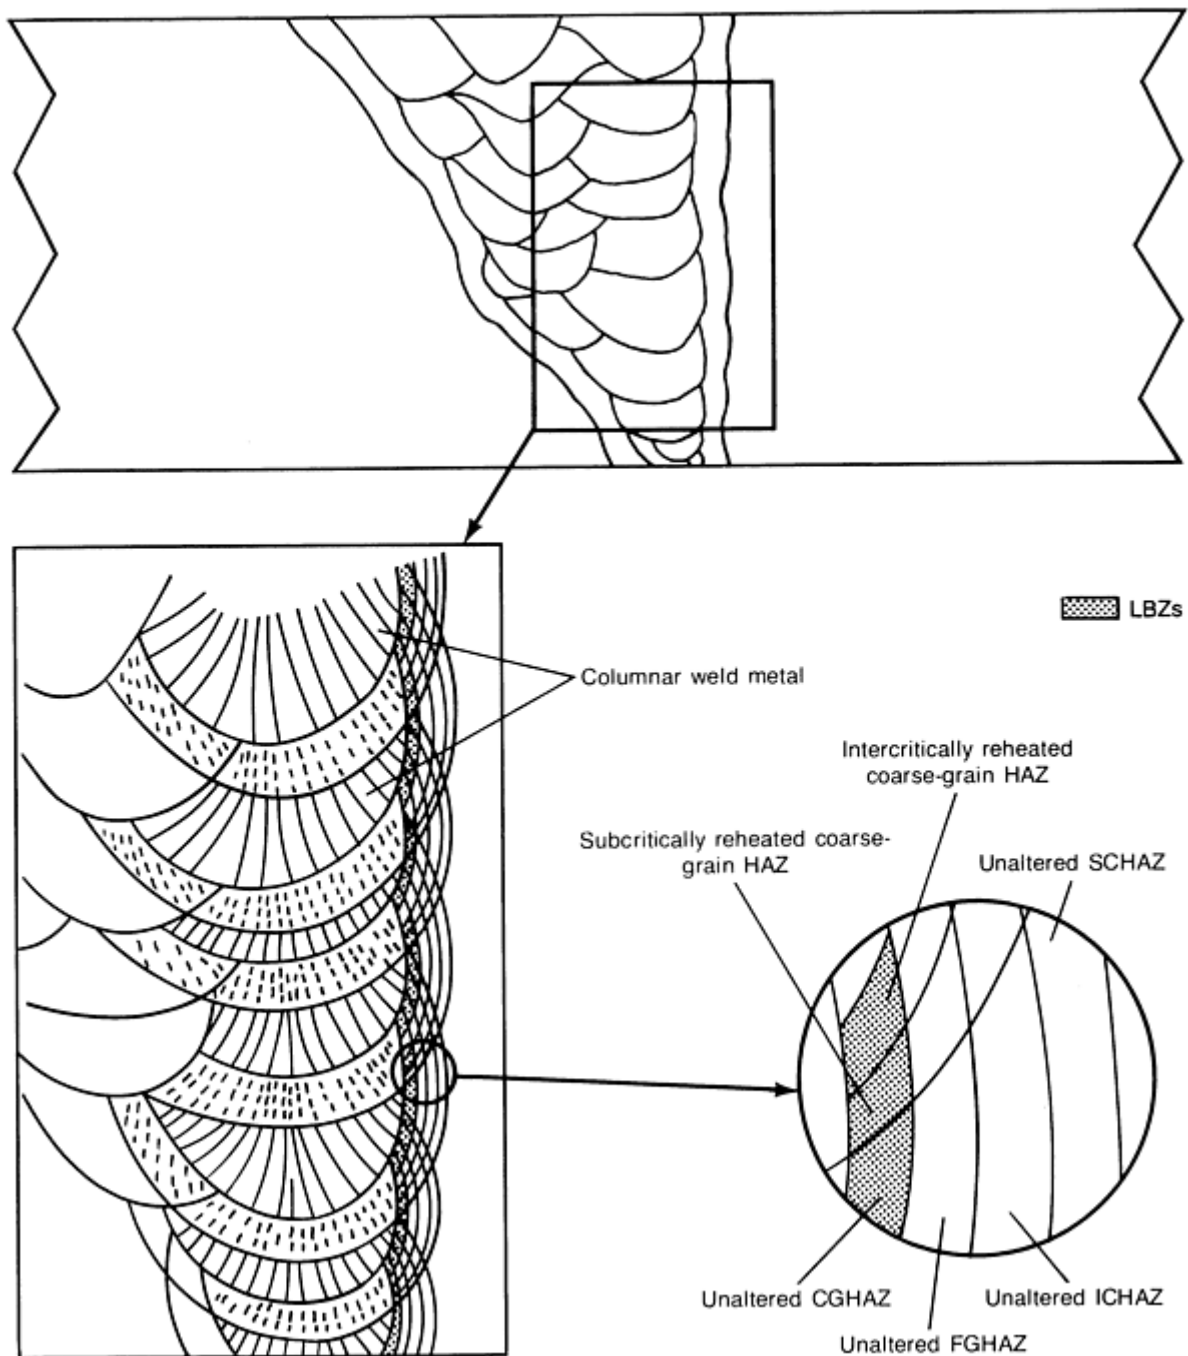 LBZs
Columnar weld metal
Intercritically reheated
coarse-grain HAZ
Subcritically reheated coarse-
grain HAZ
Unaltered SCHAZ
Unaltered CGHAZ
Unaltered ICHAZ
Unaltered FGHAZ